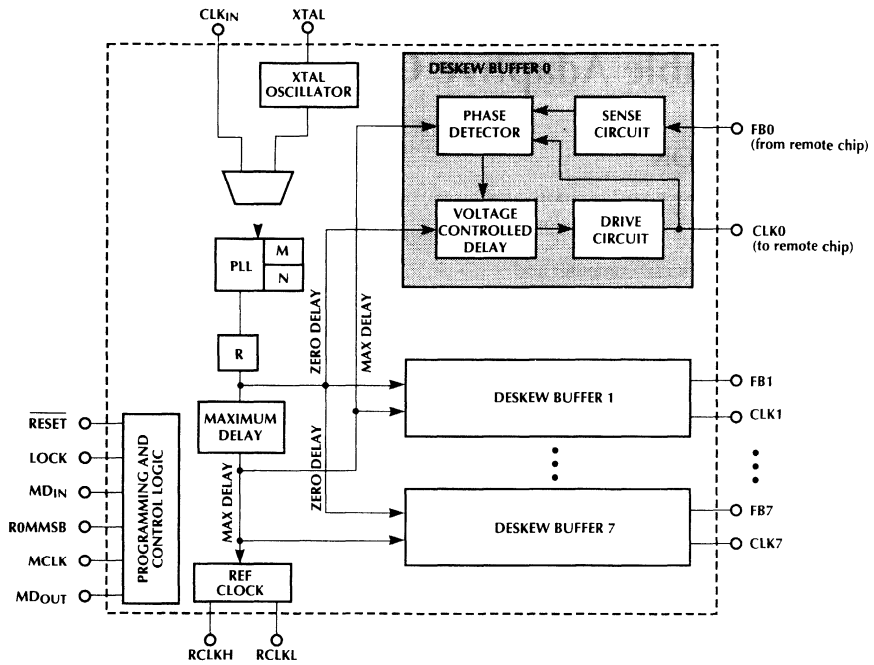 CLKIN
XTAL
XTAL
OSCILLATOR
DESKEW BUFFER 0
PHASE
DETECTOR
SENSE
CIRCUIT
FB0
(from remote chip)
VOLTAGE
CONTROLLED
DELAY
DRIVE
CIRCUIT
CLK0
(to remote chip)
PLL
M
N
ZERO DELAY
MAX DELAY
R
DESKEW BUFFER 1
FB1
CLK1
MAXIMUM
DELAY
RESET
LOCK
MDIN
R0MMSB
MCLK
MDOUT
PROGRAMMING AND
CONTROL LOGIC
MAX DELAY
ZERO DELAY
DESKEW BUFFER 7
FB7
CLK7
REF
CLOCK
RCLKH
RCLKL